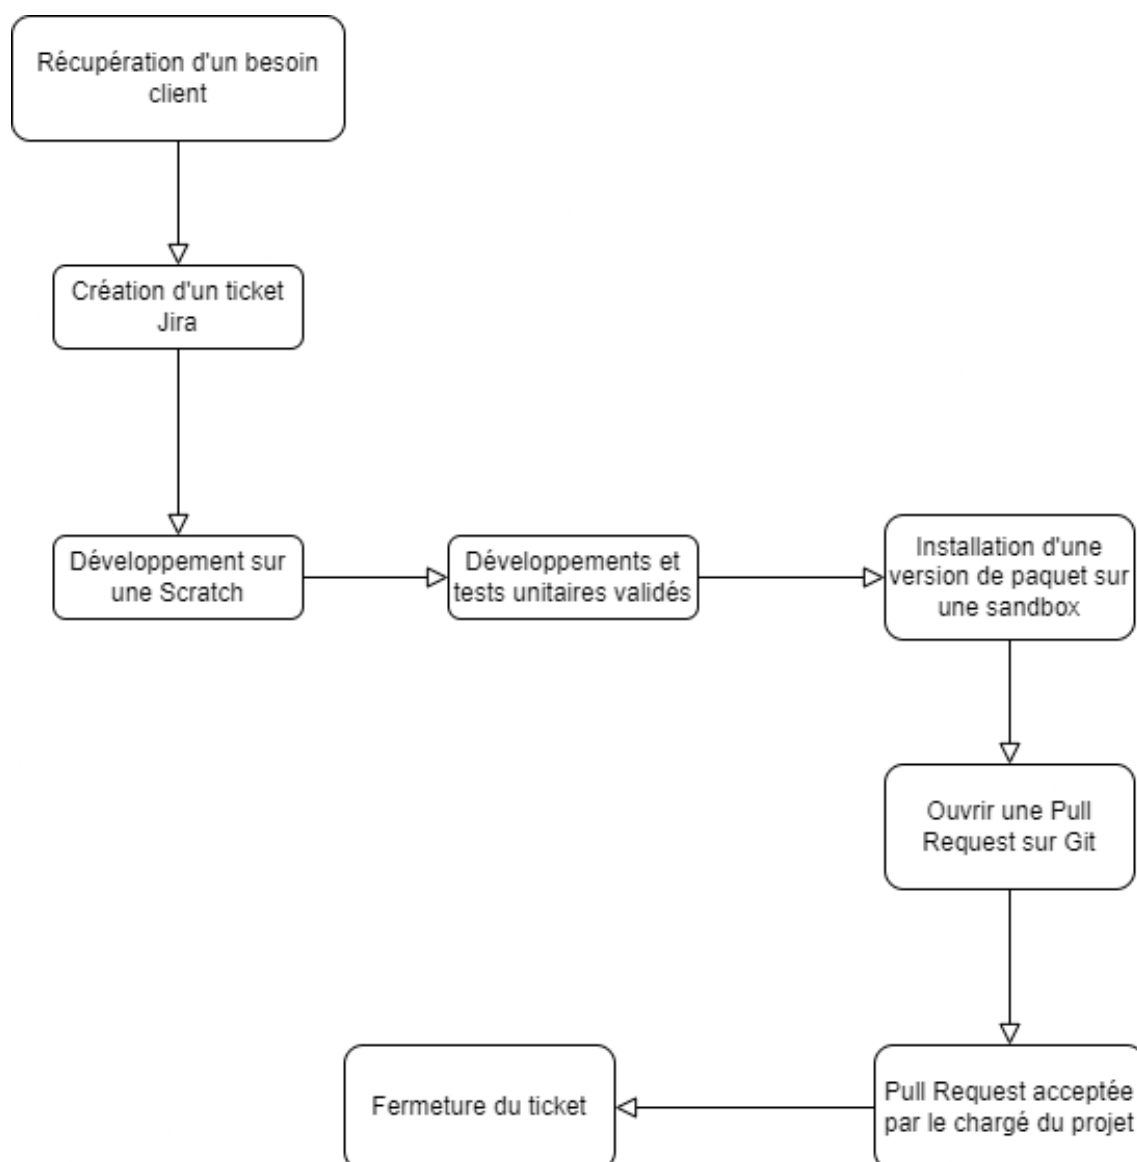 Récupération d'un besoin
client
Création d'un ticket
Jira
Développement sur
une Scratch
Développements et
tests unitaires validés
Installation d'une
version de paquet sur
une sandbox
Ouvrir une Pull
Request sur Git
Pull Request acceptée
par le chargé du projet
Fermeture du ticket